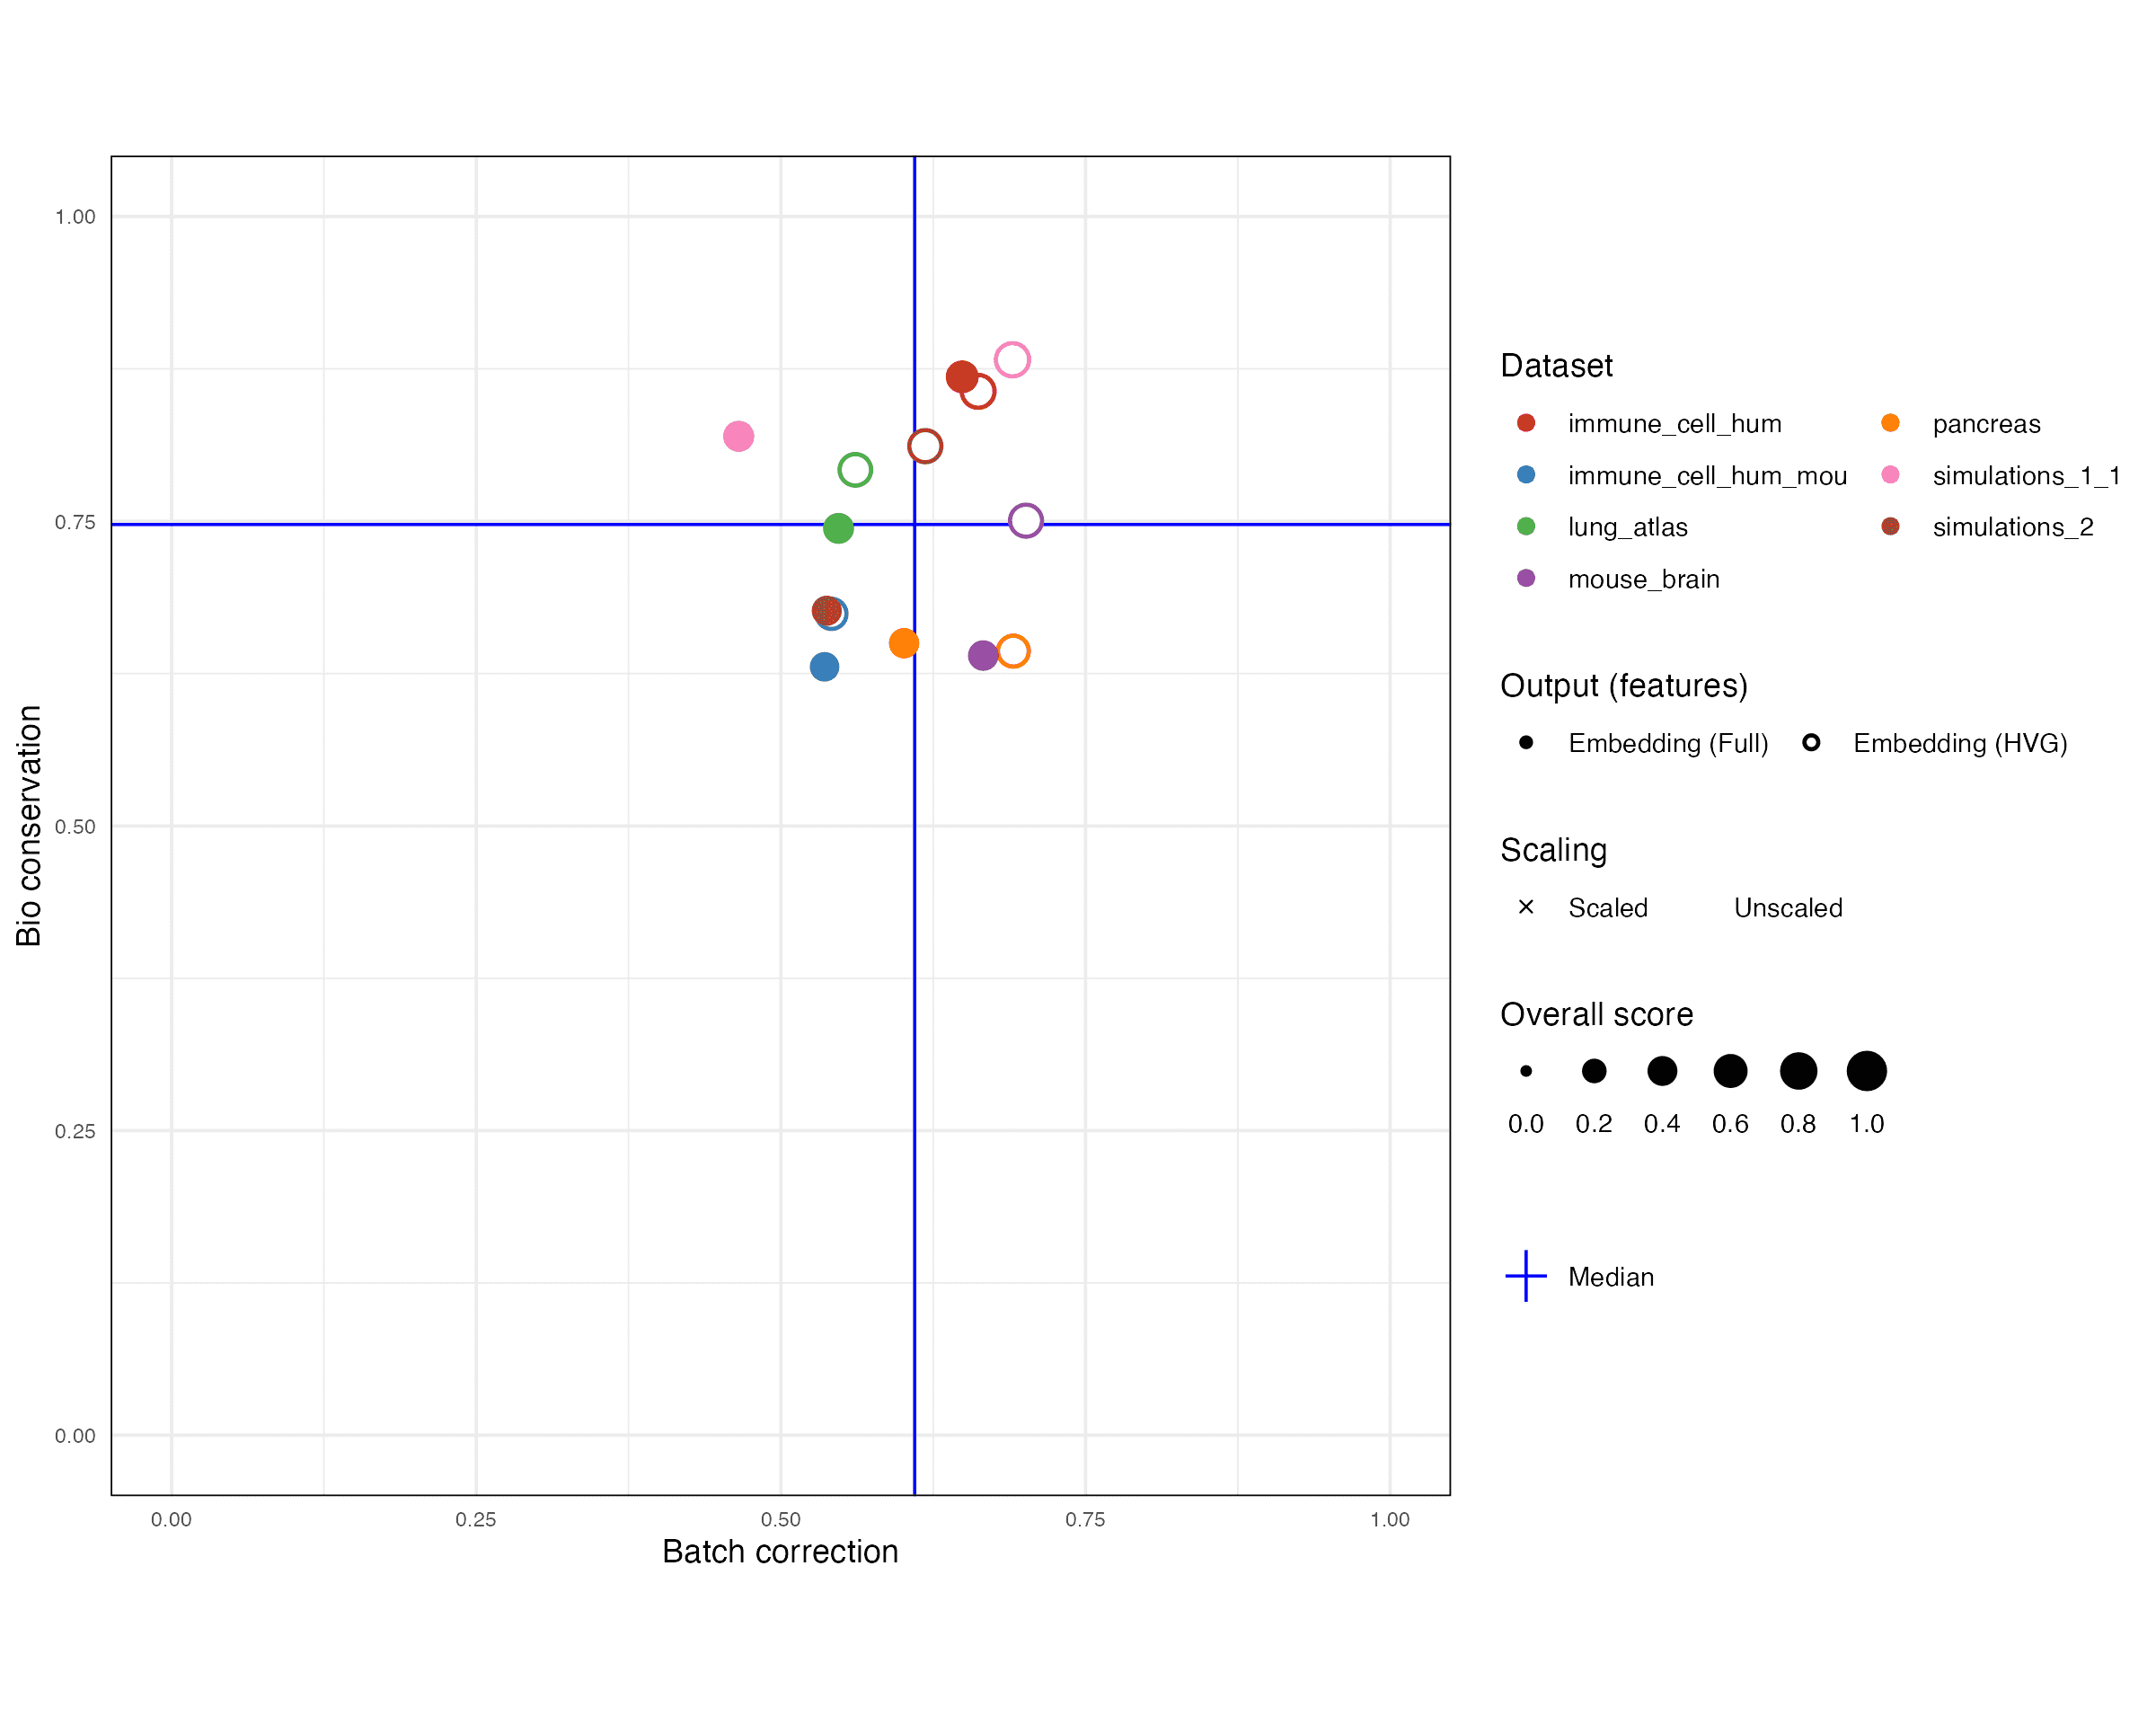 1.00
0.75
0.50
0.25
0.00
Bio conservation
0.00 0.25 0.50 0.75 1.00
Batch correction
Dataset
immune_cell_hum pancreas
immune_cell_hum_mou simulations_1_1
lung_atlas simulations_2
mouse_brain
Output (features)
Embedding (Full) Embedding (HVG)
Scaling
Scaled Unscaled
Overall score
0.0 0.2 0.4 0.6 0.8 1.0
Median